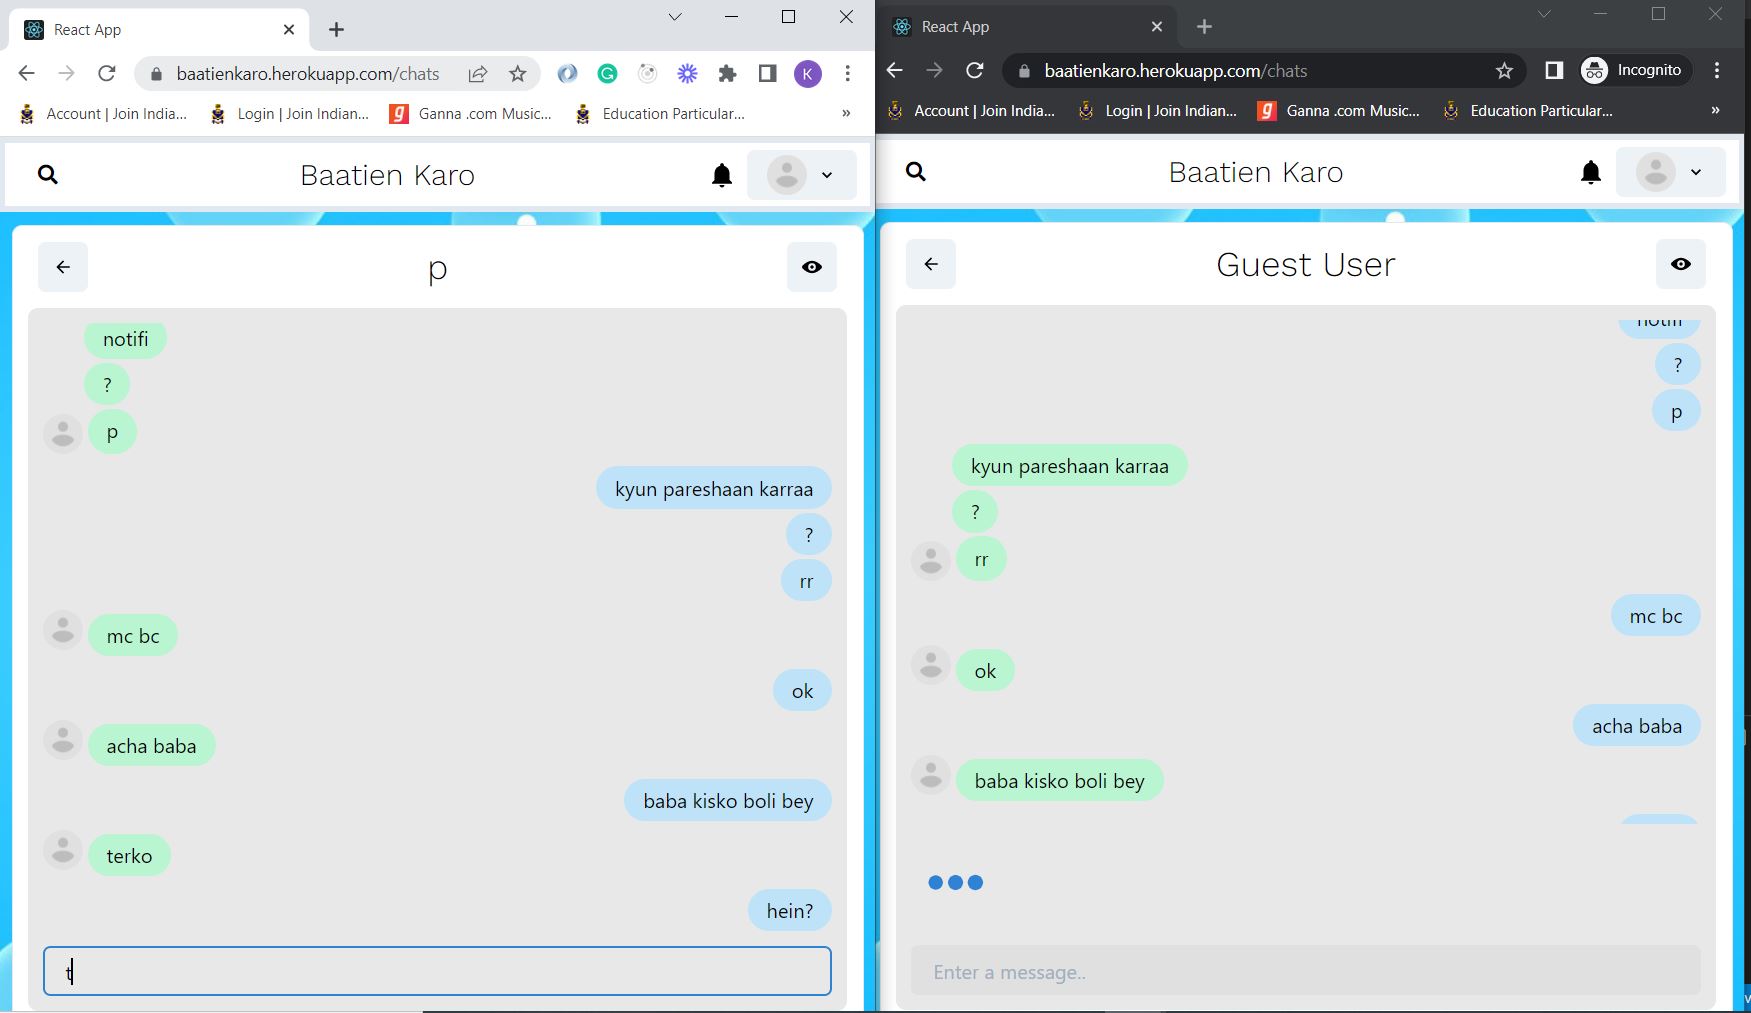 React App
baatienkaro.herokuapp.com/chats
K
Account | Join India...
Login | Join Indian...
g
Ganna .com Music...
Education Particular...
»
Baatien Karo
p
notifi
?
p
kyun pareshaan karraa
?
rr
mc bc
ok
acha baba
baba kisko boli bey
terko
hein?
t
React App
baatienkaro.herokuapp.com/chats
Incognito
Account | Join India...
Login | Join Indian...
g
Ganna .com Music...
Education Particular...
»
Baatien Karo
Guest User
notifi
?
p
kyun pareshaan karraa
?
rr
mc bc
ok
acha baba
baba kisko boli bey
Enter a message..